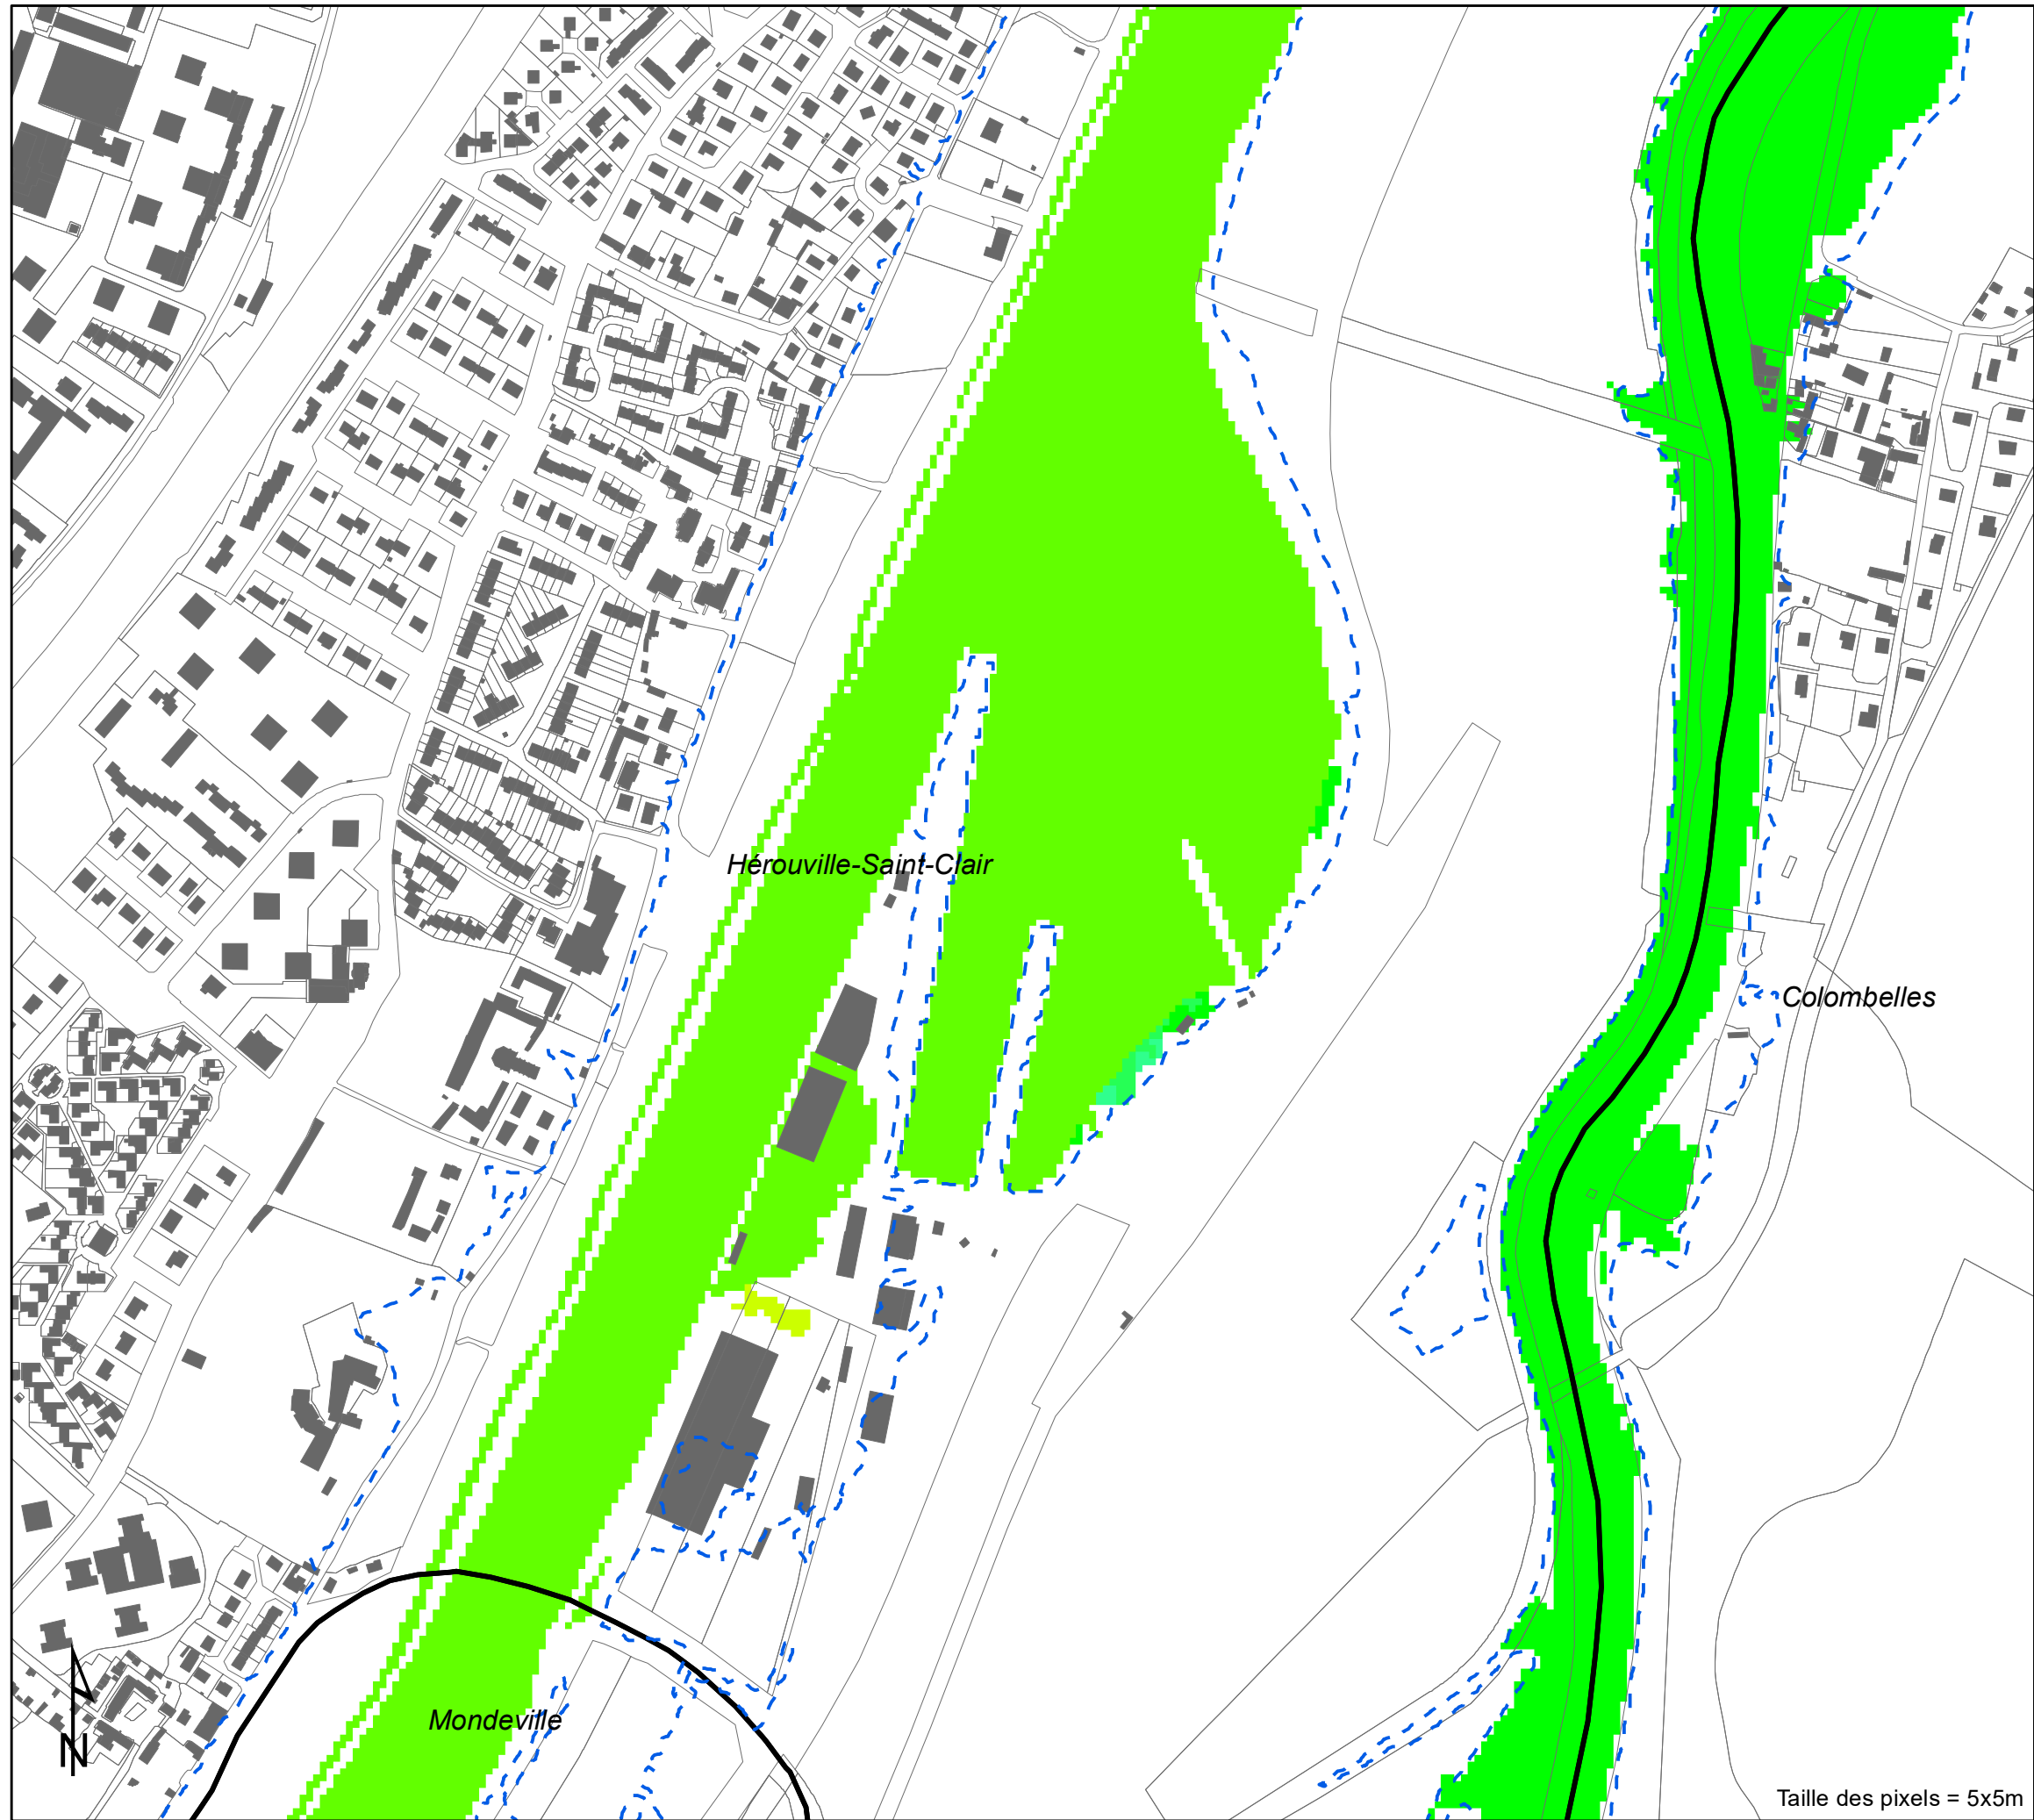 Hérouville-Saint-Clair
Colombelles
Mondeville
N
Taille des pixels = 5x5m